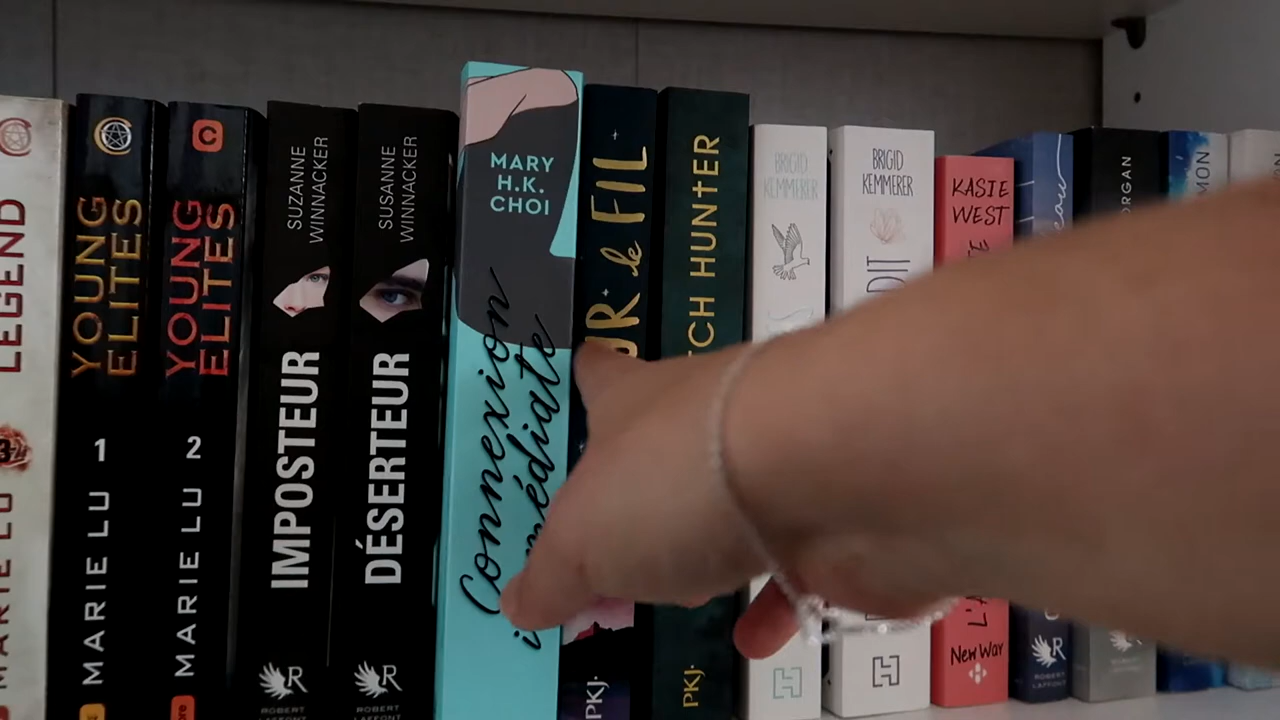 LEGEND
MARIE LU
YOUNG
ELITES
1
MARIE LU
C
YOUNG
ELITES
2
MARIE LU
SUZANNE
WINNACKER
IMPOSTEUR
R
ROBERT
LAFFONT
SUSANNE
WINNACKER
DÉSERTEUR
R
ROBERT
LAFFONT
MARY
H.K.
CHOI
Connexion
de FIL
PKJ.
HUNTER
PKJ.
BRIGID
KEMMERER
H
BRIGID
KEMMERER
H
KASIE
WEST
New Way
R
ROBERT
LAFFONT